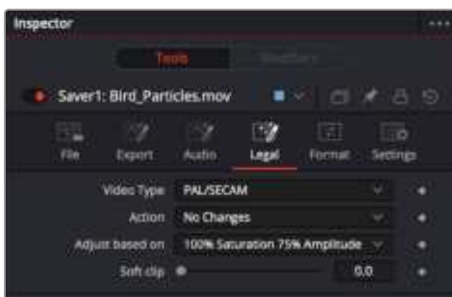 Inspector
Tools Modifiers
Saver1: Bird_Particles.mov
File Export Audio Legal Format Settings
Video Type PAL/SECAM
Action No Changes
Adjust based on 100% Saturation 75% Amplitude
Soft clip 0.0